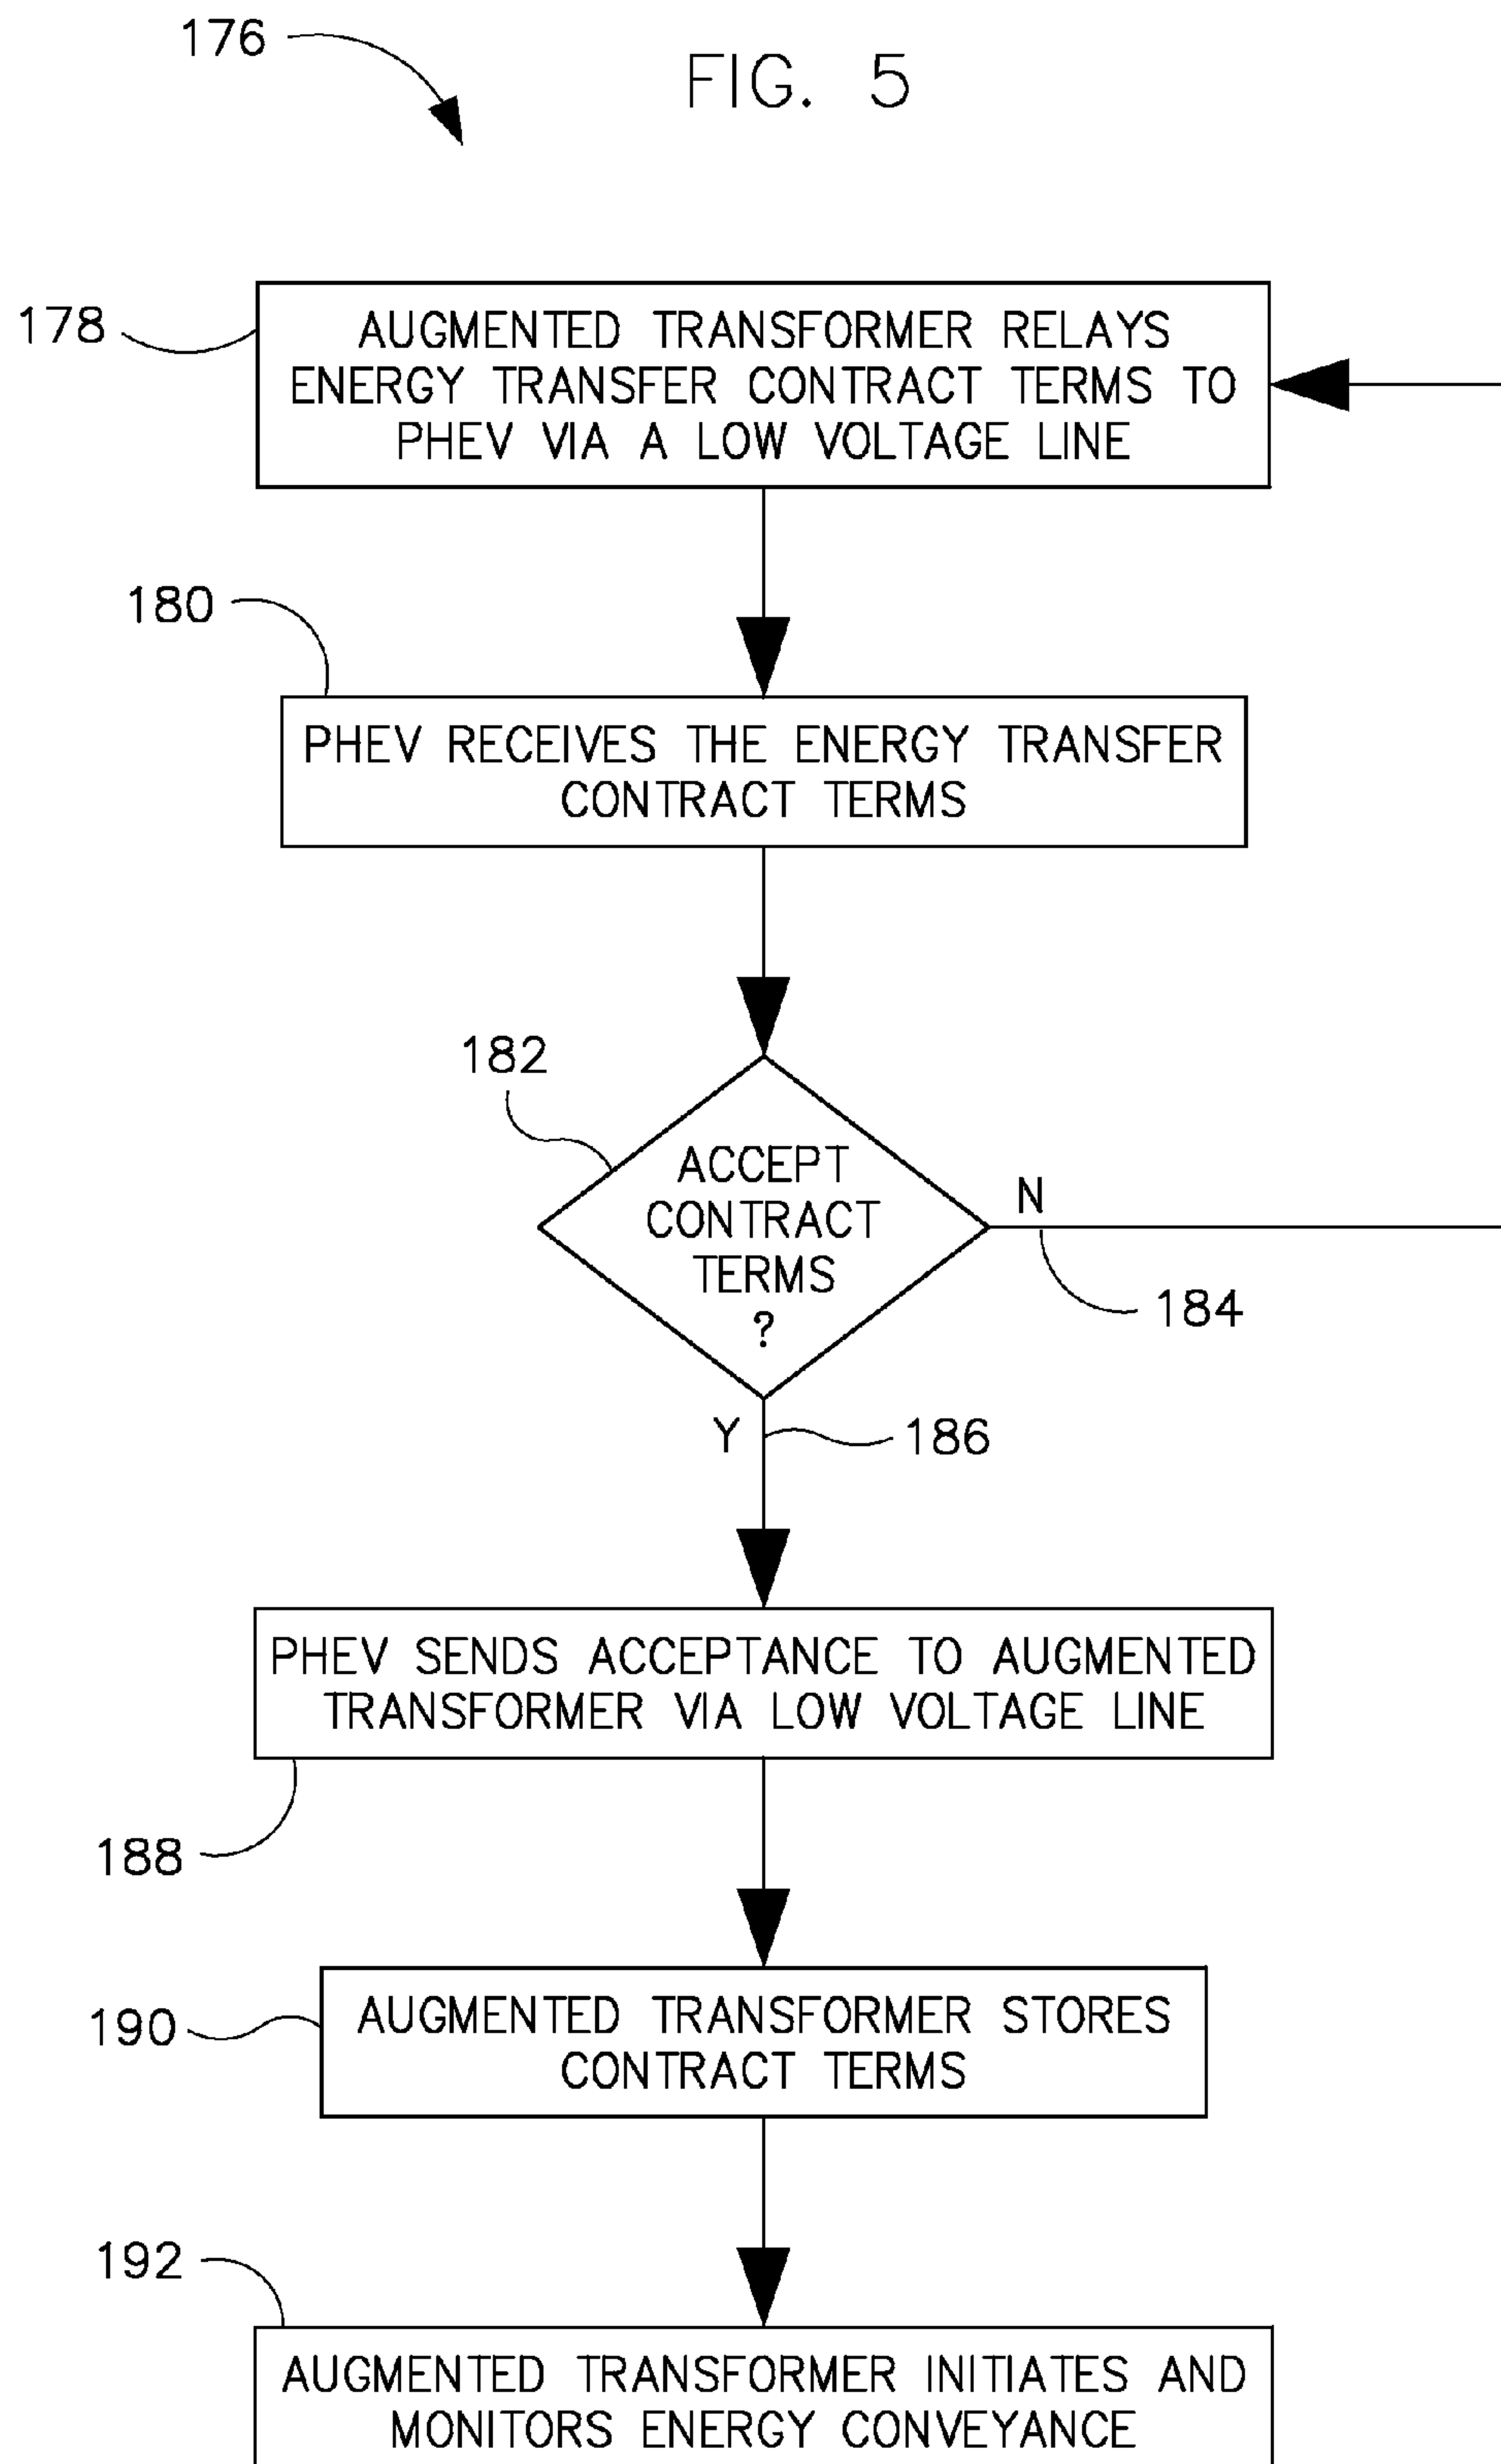 176
FIG. 5
178
AUGMENTED TRANSFORMER RELAYS
ENERGY TRANSFER CONTRACT TERMS TO
PHEV VIA A LOW VOLTAGE LINE
180
PHEV RECEIVES THE ENERGY TRANSFER
CONTRACT TERMS
182
ACCEPT
CONTRACT
TERMS
?
N
184
Y
186
PHEV SENDS ACCEPTANCE TO AUGMENTED
TRANSFORMER VIA LOW VOLTAGE LINE
188
190
AUGMENTED TRANSFORMER STORES
CONTRACT TERMS
192
AUGMENTED TRANSFORMER INITIATES AND
MONITORS ENERGY CONVEYANCE